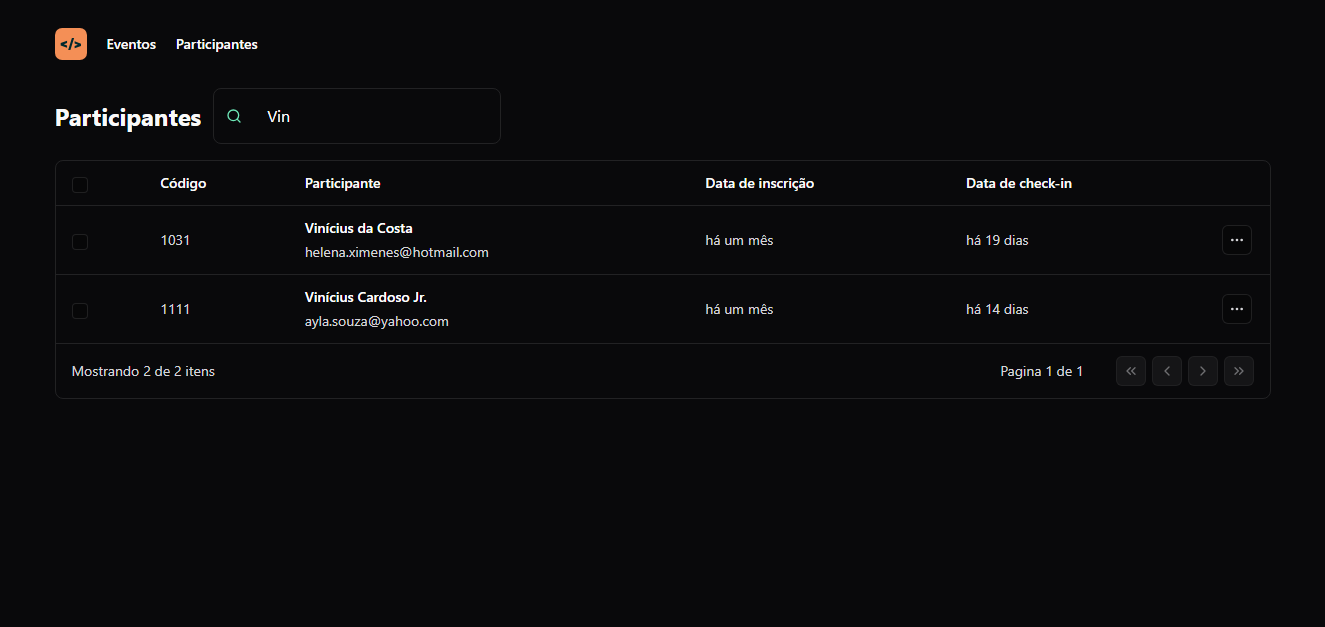 </> Eventos Participantes
Participantes Vin
Código Participante Data de inscrição Data de check-in
Vinícius da Costa
1031 há um mês há 19 dias
helena.ximenes@hotmail.com
Vinícius Cardoso Jr.
1111 há um mês há 14 dias
ayla.souza@yahoo.com
Mostrando 2 de 2 itens Pagina 1 de 1